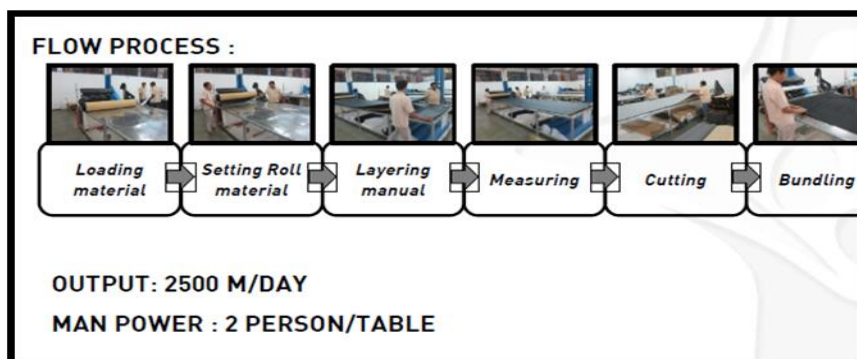 FLOW PROCESS :
Loading
material
Setting Roll
material
Layering
manual
Measuring
Cutting
Bundling
OUTPUT: 2500 M/DAY
MAN POWER : 2 PERSON/TABLE